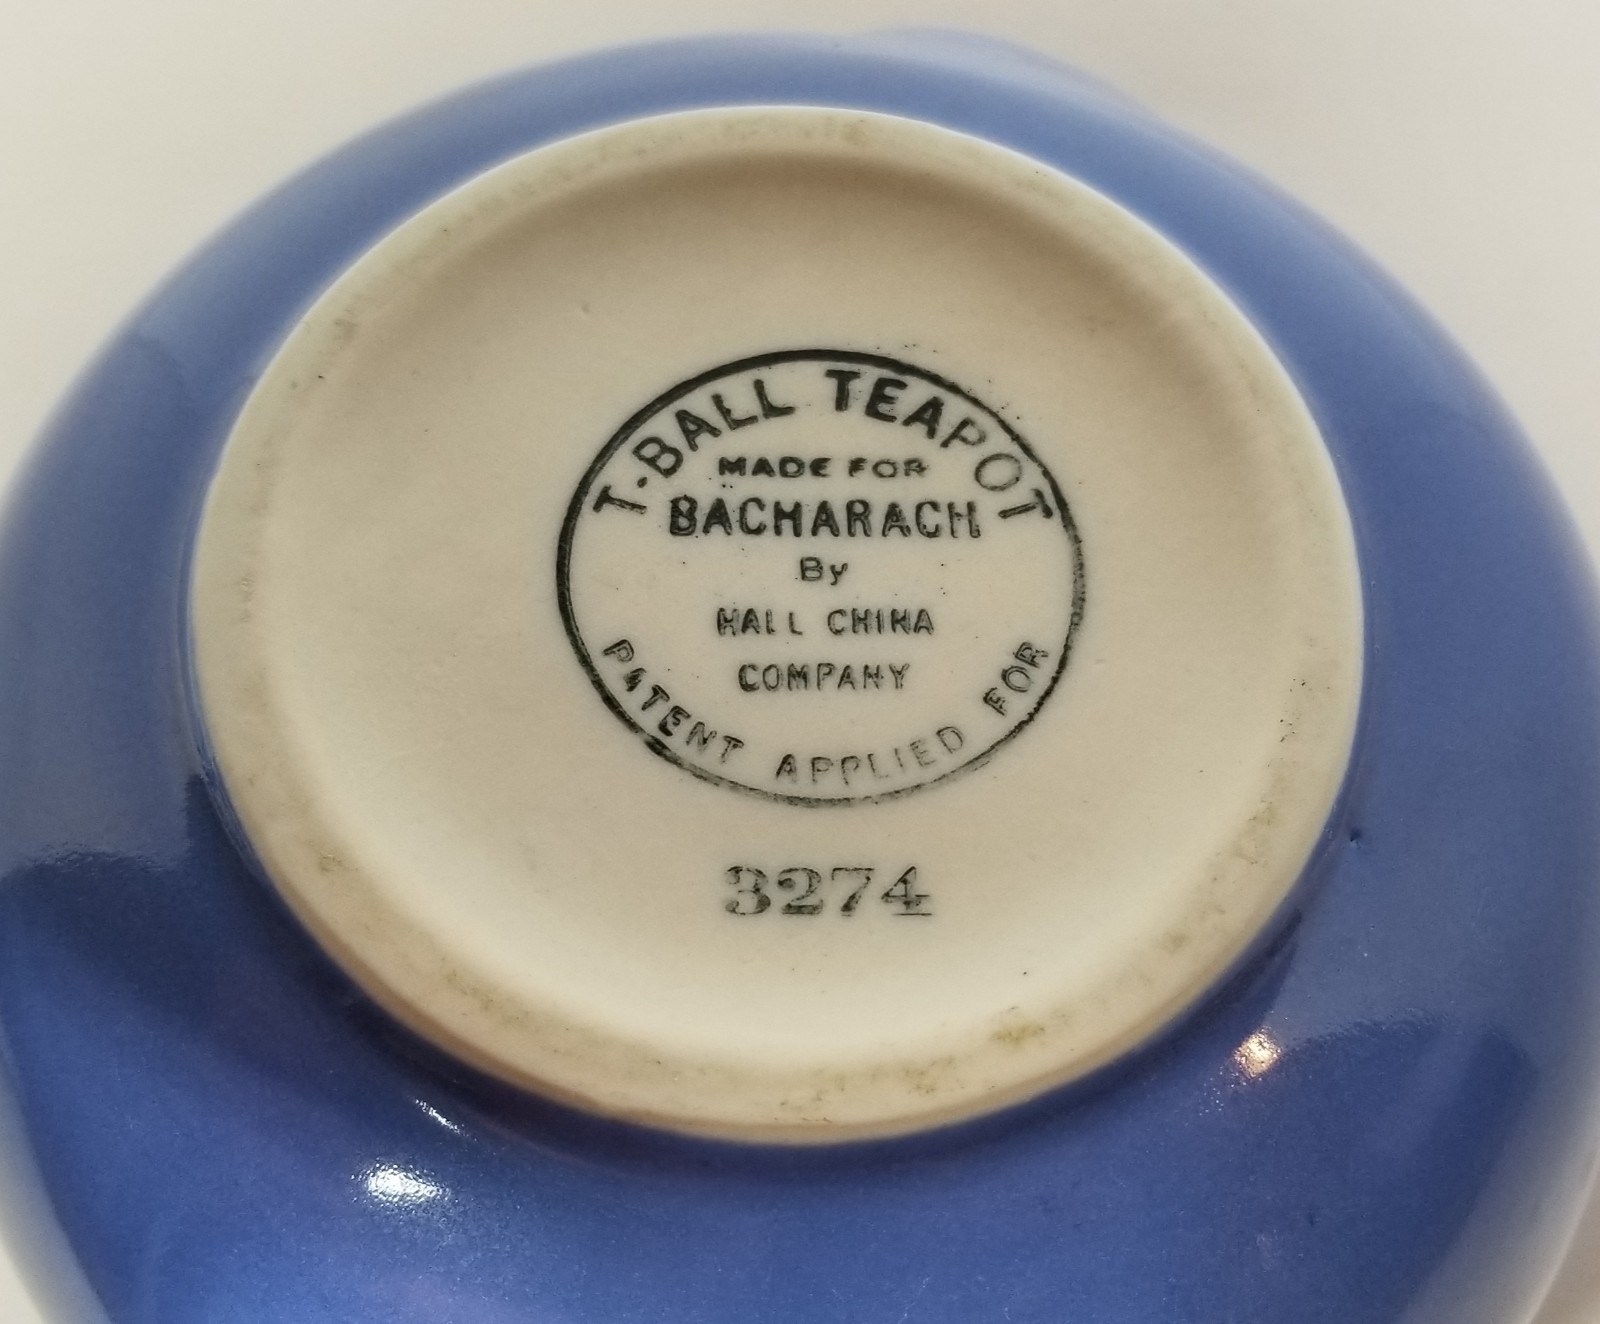 T-BALL TEAPOT
MADE FOR
BACHARACH
By
HALL CHINA
COMPANY
PATENT APPLIED FOR
3274